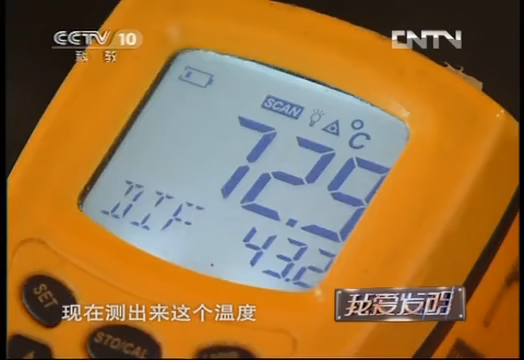 CCTV 10
科教
CNTV
SCAN
°C
72.9
DIF
43.2
SET
现在测出来这个温度
STO/CAL
我爱发明